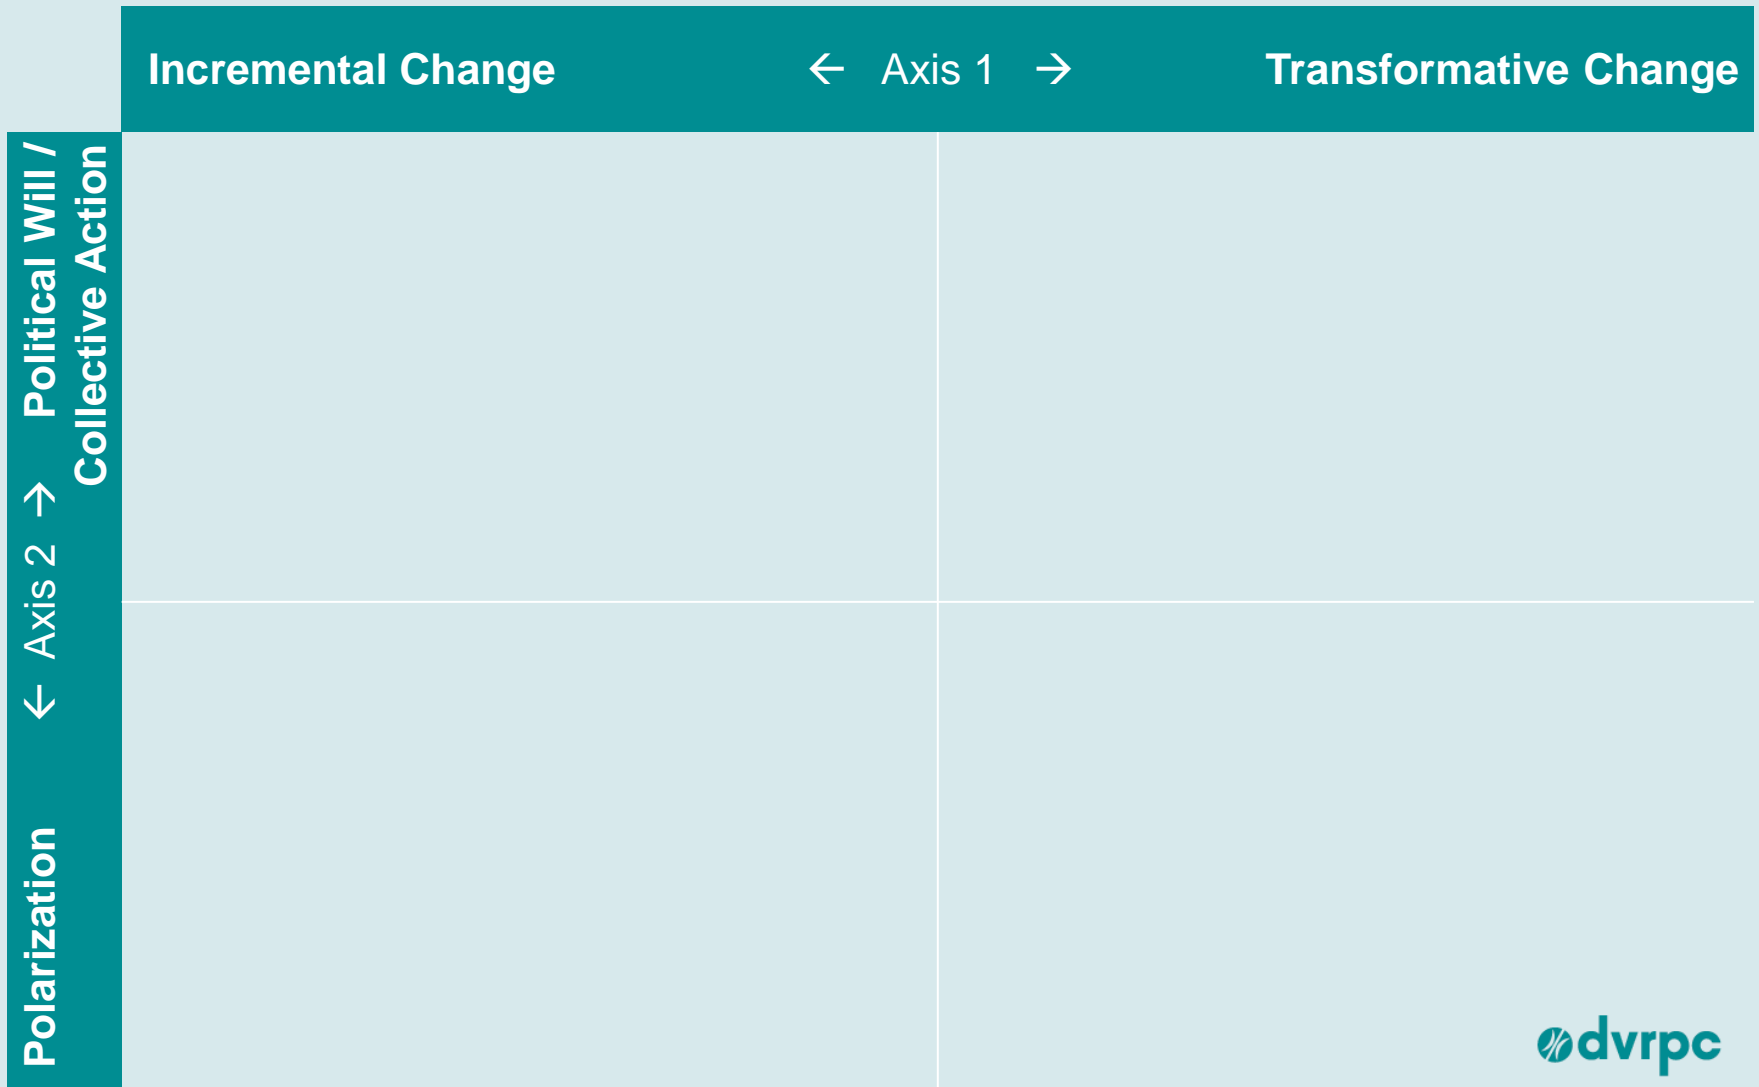 Incremental Change ← Axis 1 → Transformative Change
Polarization ← Axis 2 → Political Will /
Collective Action
dvrpc